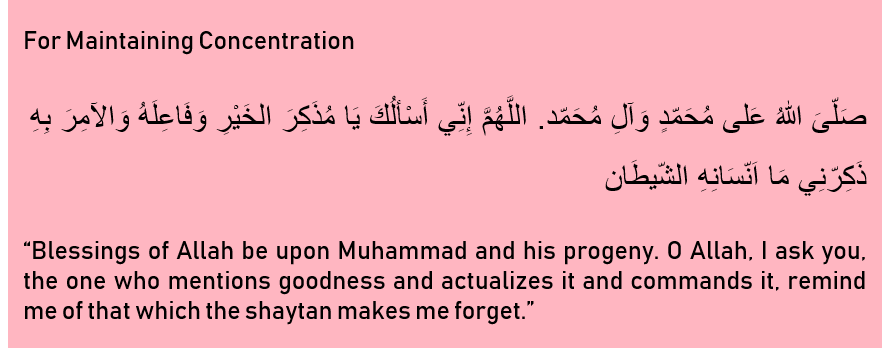 For Maintaining Concentration
صَلّىَ اللهُ عَلى مُحَمّدٍ وَآلِ مُحَمّد. اللَّهُمَّ إِنِّي أَسْألُكَ يَا مُذَكِرَ الخَيْرِ وَفَاعِلَهُ وَالآمِرَ بِهِ
ذَكِرّنِي مَا اَنّسَانِهِ الشّيطَان
“Blessings of Allah be upon Muhammad and his progeny. O Allah, I ask you,
the one who mentions goodness and actualizes it and commands it, remind
me of that which the shaytan makes me forget.”